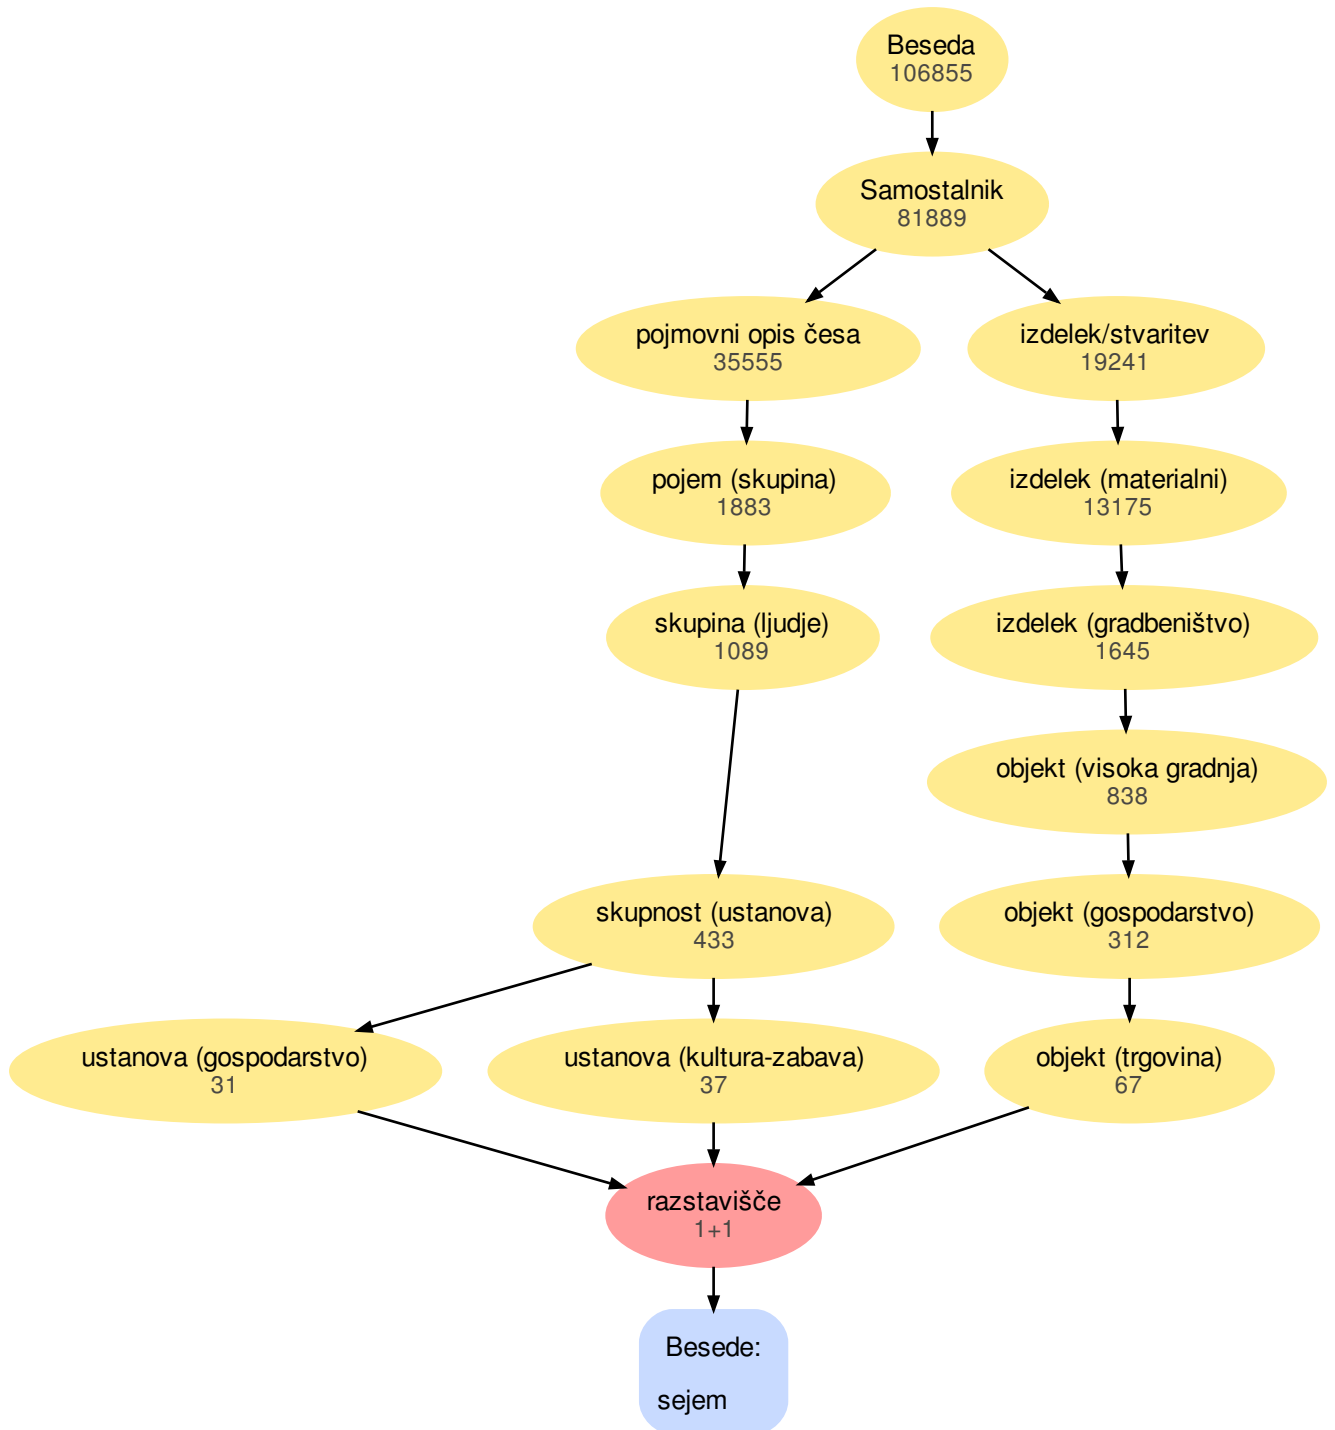 Beseda
106855
Samostalnik
81889
pojmovni opis česa
35555
izdelek/stvaritev
19241
pojem (skupina)
1883
izdelek (materialni)
13175
skupina (ljudje)
1089
izdelek (gradbeništvo)
1645
objekt (visoka gradnja)
838
skupnost (ustanova)
433
objekt (gospodarstvo)
312
ustanova (gospodarstvo)
31
ustanova (kultura-zabava)
37
objekt (trgovina)
67
razstavišče
1+1
Besede:
sejem